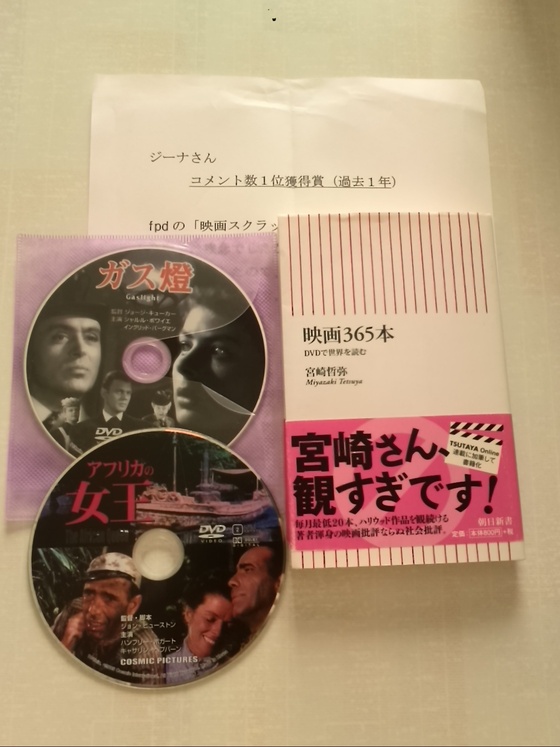 ジーナさん
コメント数1位獲得賞(過去1年)
fpdの「映画スクラッ
ガス燈
Gaslight
監督 ジョージ・キューカー
主演 シャルル・ボワイエ
イングリッド・バーグマン
DVD
アフリカの
女王
DVD
VIDEO
監督・脚本
ジョン・ヒューストン
主演
ハンフリー・ボガート
キャサリン・ヘプバーン
COSMIC PICTURES
映画365本
DVDで世界を読む
宮崎哲弥
Miyazaki Tetsuya
宮崎さん、
観すぎです!
TSUTAYA Online
連載に加筆して
書籍化
毎月最低20本、ハリウッド作品を観続ける
著者渾身の映画批評ならぬ社会批評。
朝日新書
定価:本体800円+税